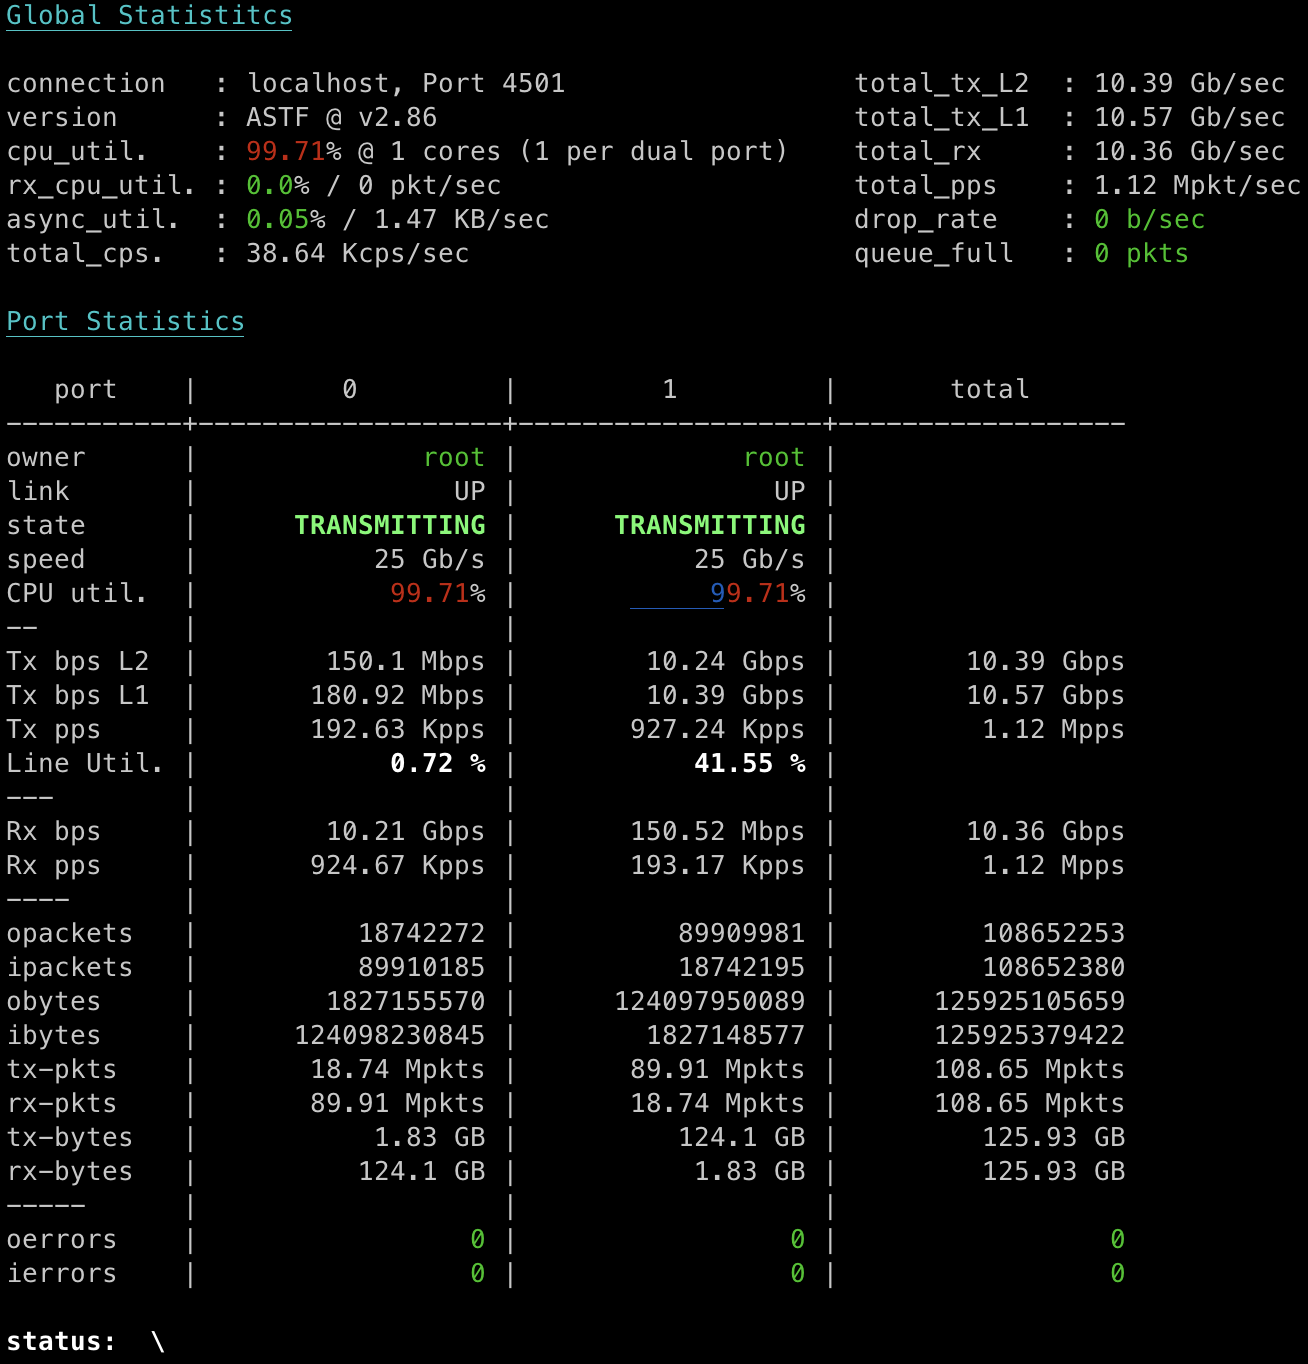 Global Statistitcs
connection   : localhost, Port 4501                  total_tx_L2  : 10.39 Gb/sec
version      : ASTF @ v2.86                          total_tx_L1  : 10.57 Gb/sec
cpu_util.    : 99.71% @ 1 cores (1 per dual port)    total_rx     : 10.36 Gb/sec
rx_cpu_util. : 0.0% / 0 pkt/sec                      total_pps    : 1.12 Mpkt/sec
async_util.  : 0.05% / 1.47 KB/sec                   drop_rate    : 0 b/sec
total_cps.   : 38.64 Kcps/sec                        queue_full   : 0 pkts
Port Statistics
   port    |         0         |         1         |       total
-----------+-------------------+-------------------+------------------
owner      |              root |              root |
link       |                UP |                UP |
state      |      TRANSMITTING |      TRANSMITTING |
speed      |           25 Gb/s |           25 Gb/s |
CPU util.  |            99.71% |            99.71% |
--         |                   |                   |
Tx bps L2  |        150.1 Mbps |        10.24 Gbps |        10.39 Gbps
Tx bps L1  |       180.92 Mbps |        10.39 Gbps |        10.57 Gbps
Tx pps     |       192.63 Kpps |       927.24 Kpps |         1.12 Mpps
Line Util. |            0.72 % |           41.55 % |
---        |                   |                   |
Rx bps     |        10.21 Gbps |       150.52 Mbps |        10.36 Gbps
Rx pps     |       924.67 Kpps |       193.17 Kpps |         1.12 Mpps
----       |                   |                   |
opackets   |          18742272 |          89909981 |         108652253
ipackets   |          89910185 |          18742195 |         108652380
obytes     |        1827155570 |      124097950089 |      125925105659
ibytes     |      124098230845 |        1827148577 |      125925379422
tx-pkts    |       18.74 Mpkts |       89.91 Mpkts |      108.65 Mpkts
rx-pkts    |       89.91 Mpkts |       18.74 Mpkts |      108.65 Mpkts
tx-bytes   |           1.83 GB |          124.1 GB |         125.93 GB
rx-bytes   |          124.1 GB |           1.83 GB |         125.93 GB
-----      |                   |                   |
oerrors    |                 0 |                 0 |                 0
ierrors    |                 0 |                 0 |                 0
status:  \